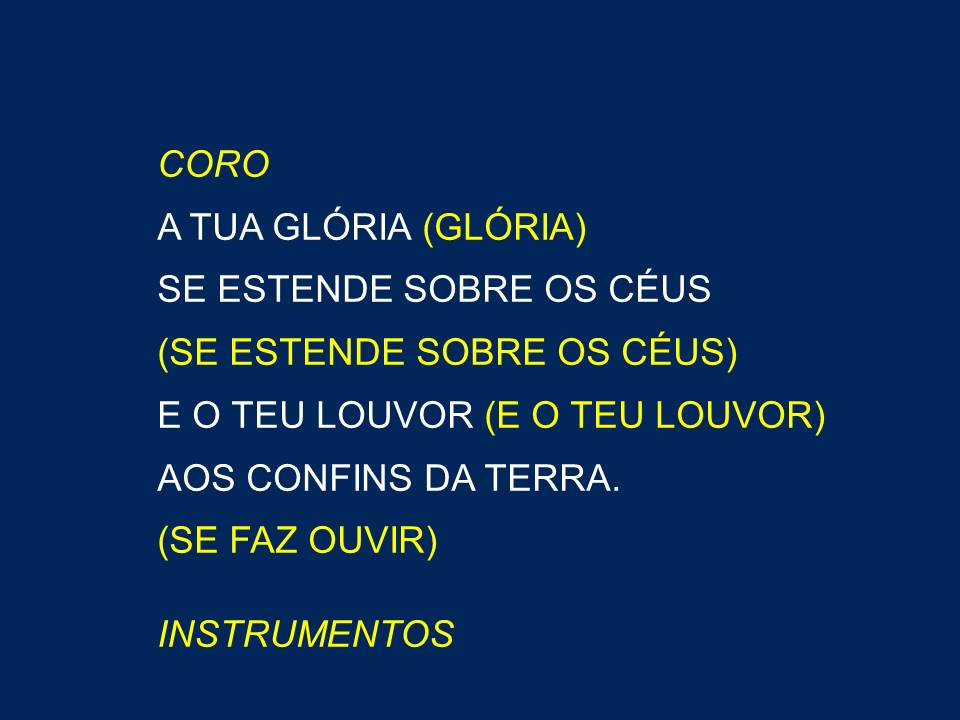 CORO
A TUA GLÓRIA (GLÓRIA)
SE ESTENDE SOBRE OS CÉUS
(SE ESTENDE SOBRE OS CÉUS)
E O TEU LOUVOR (E O TEU LOUVOR)
AOS CONFINS DA TERRA.
(SE FAZ OUVIR)
INSTRUMENTOS